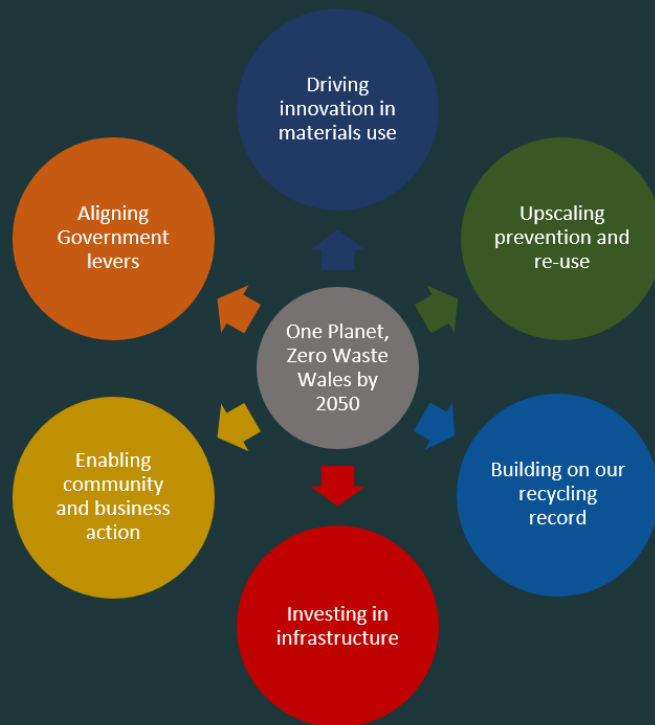 Driving
innovation in
materials use
Aligning
Government
levers
Upscaling
prevention and
re-use
One Planet,
Zero Waste
Wales by
2050
Enabling
community
and business
action
Building on our
recycling
record
Investing in
infrastructure